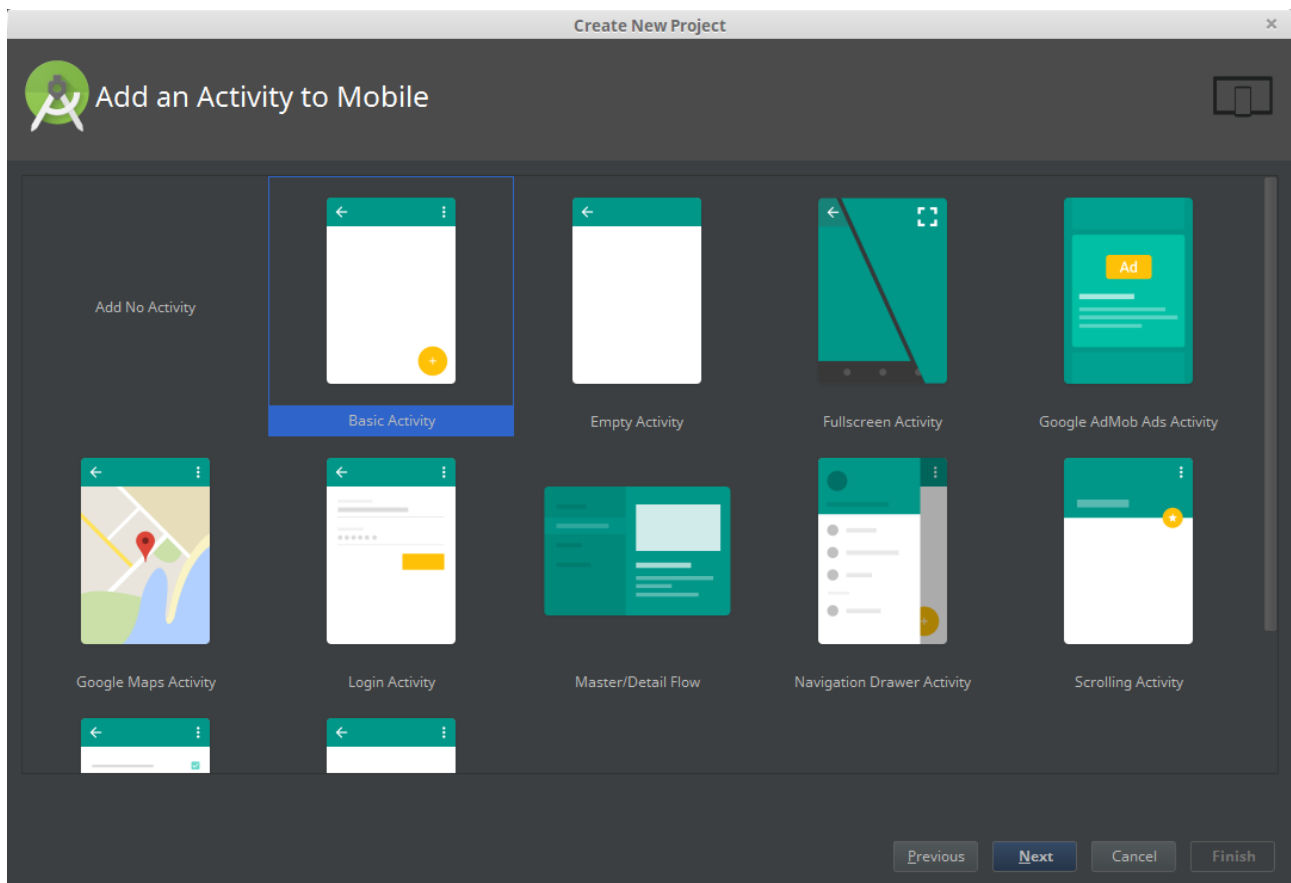 Create New Project
Add an Activity to Mobile
Add No Activity
Ad
Basic Activity
Empty Activity
Fullscreen Activity
Google AdMob Ads Activity
Google Maps Activity
Login Activity
Master/Detail Flow
Navigation Drawer Activity
Scrolling Activity
Previous
Next
Cancel
Finish